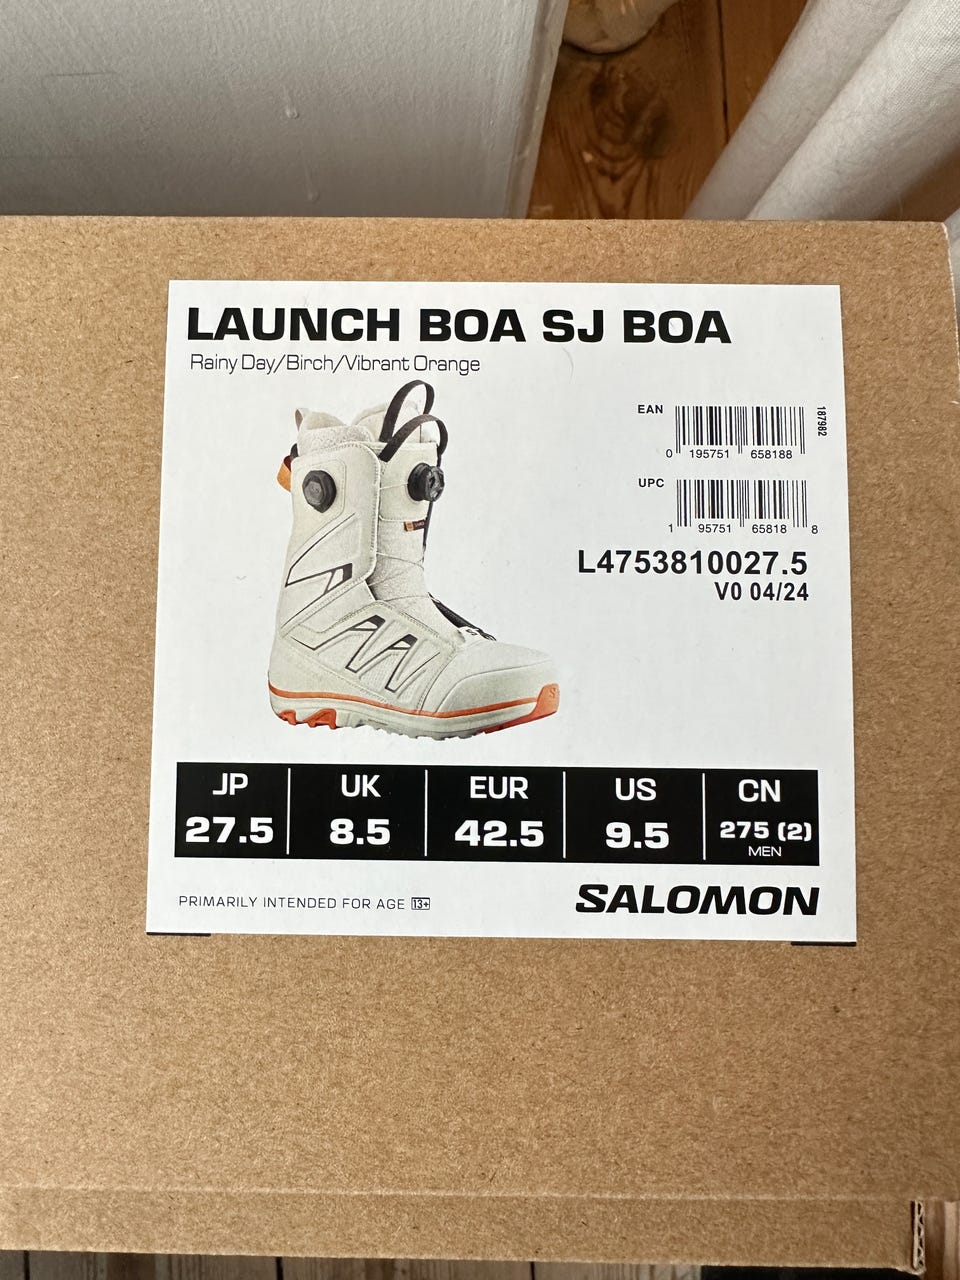 LAUNCH BOA SJ BOA
Rainy Day/Birch/Vibrant Orange
EAN
187982
0 195751 658188
UPC
1 95751 65818 8
L4753810027.5
V0 04/24
JP UK EUR US CN
27.5 8.5 42.5 9.5 275 (2)
MEN
PRIMARILY INTENDED FOR AGE 13+
SALOMON